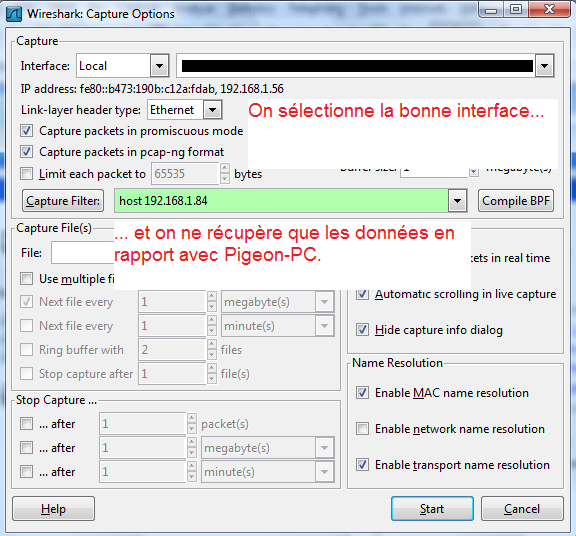 Wireshark: Capture Options
Capture
Interface: Local
IP address: fe80::b473:190b:c12a:fdab, 192.168.1.56
Link-layer header type: Ethernet
On sélectionne la bonne interface...
Capture packets in promiscuous mode
Capture packets in pcap-ng format
Limit each packet to 65535 bytes
1 megabyte(s)
Capture Filter: host 192.168.1.84 Compile BPF
... et on ne récupère que les données en
rapport avec Pigeon-PC.
Capture File(s)
File:
in real time
Use multiple
Next file every 1 megabyte(s)
Automatic scrolling in live capture
Next file every 1 minute(s)
Hide capture info dialog
Ring buffer with 2 files
Stop capture after 1 file(s)
Name Resolution
Enable MAC name resolution
Enable network name resolution
Enable transport name resolution
Stop Capture ...
... after 1 packet(s)
... after 1 megabyte(s)
... after 1 minute(s)
Help Start Cancel